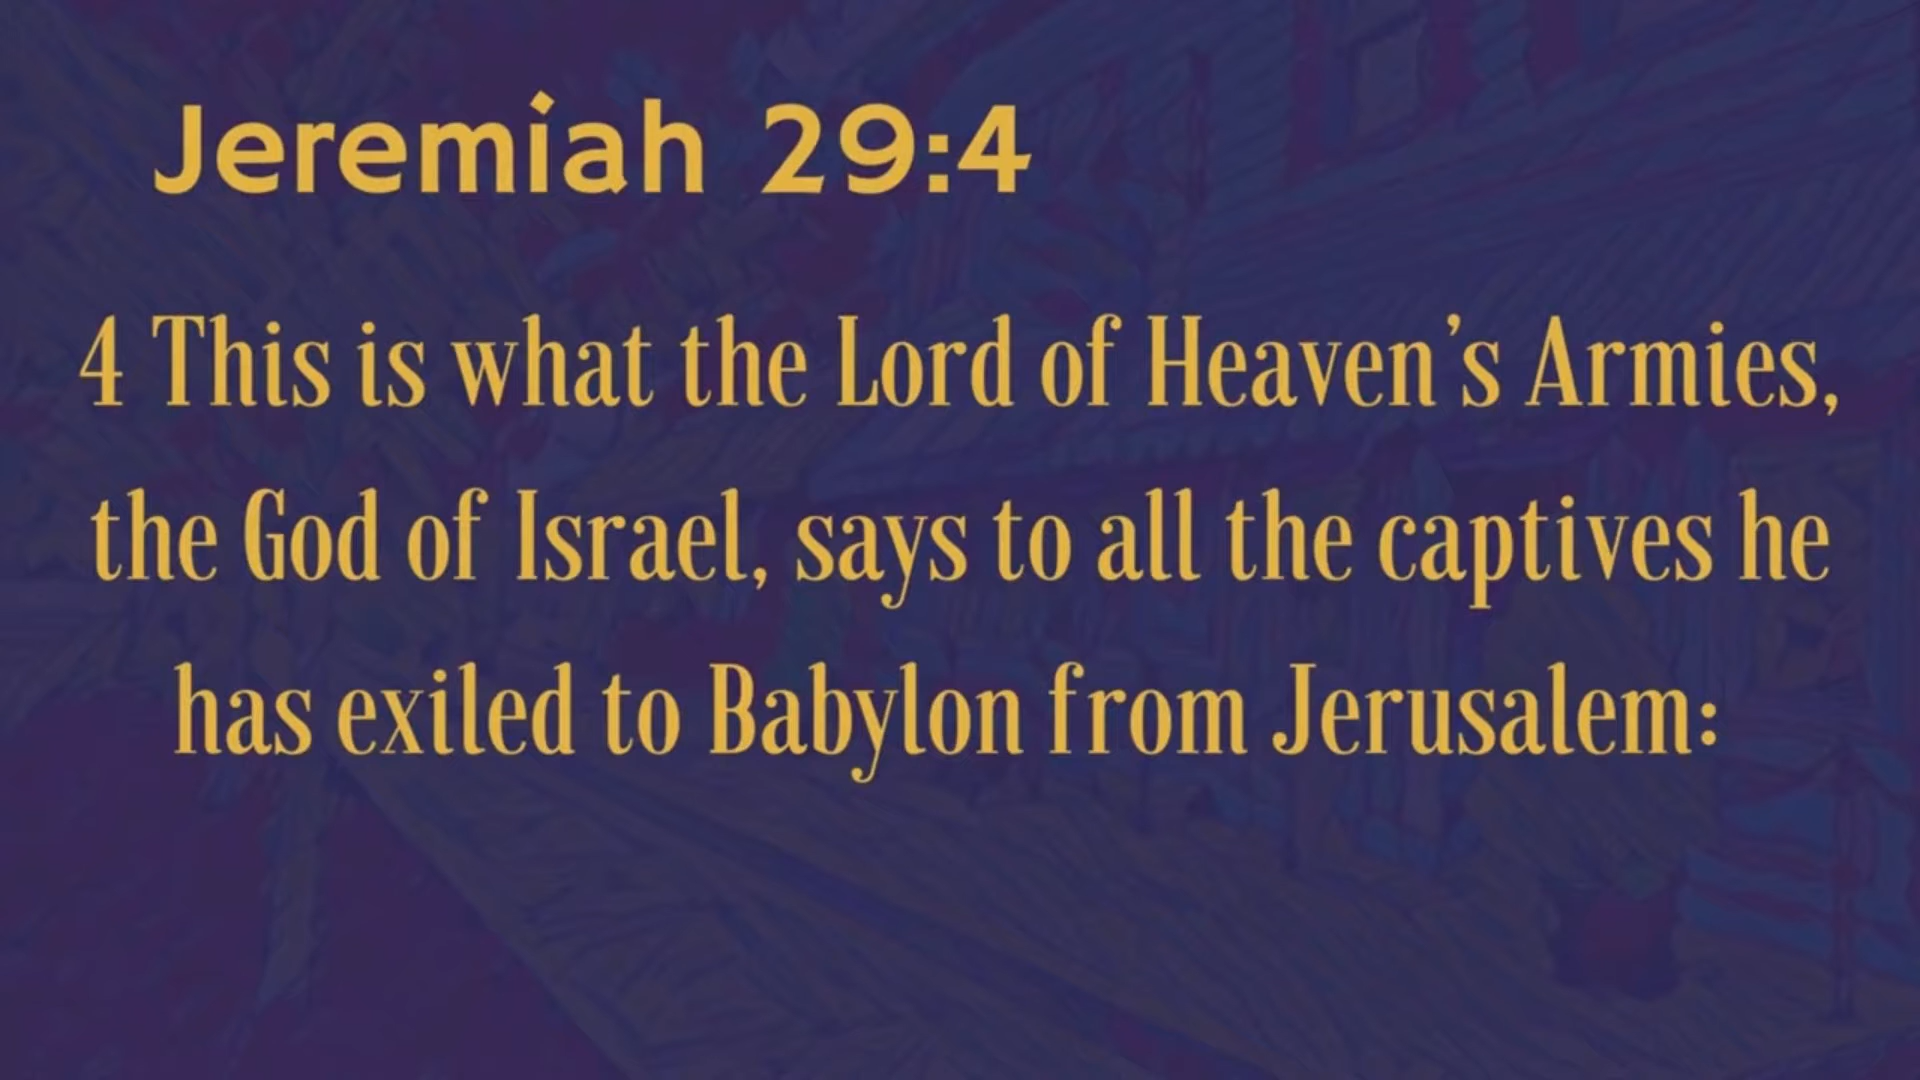 Jeremiah 29:4
4 This is what the Lord of Heaven’s Armies,
the God of Israel, says to all the captives he
has exiled to Babylon from Jerusalem: